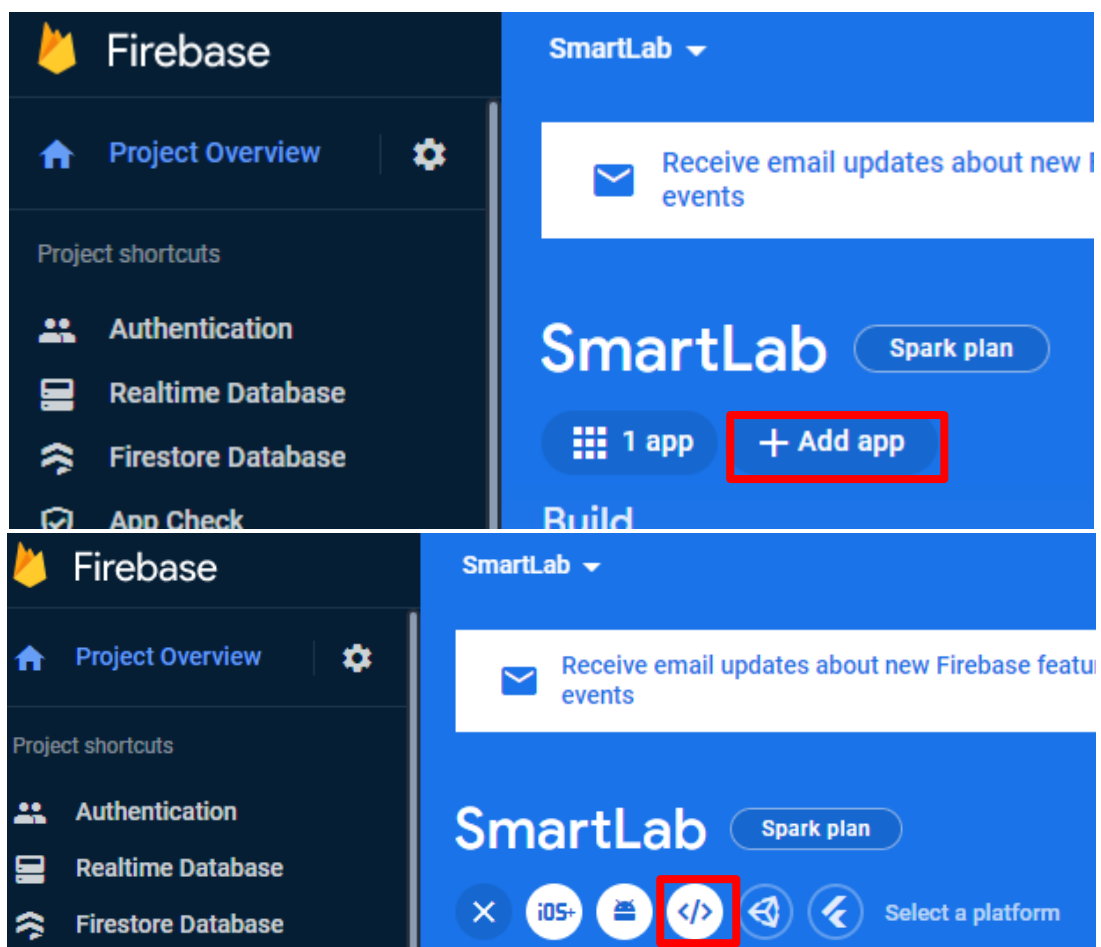 Firebase
SmartLab
Project Overview
Receive email updates about new
events
Project shortcuts
Authentication
SmartLab
Spark plan
Realtime Database
1 app
+ Add app
Firestore Database
App Check
Build
Firebase
SmartLab
Project Overview
Receive email updates about new Firebase featur
events
Project shortcuts
Authentication
SmartLab
Spark plan
Realtime Database
iOS+
</>
Select a platform
Firestore Database